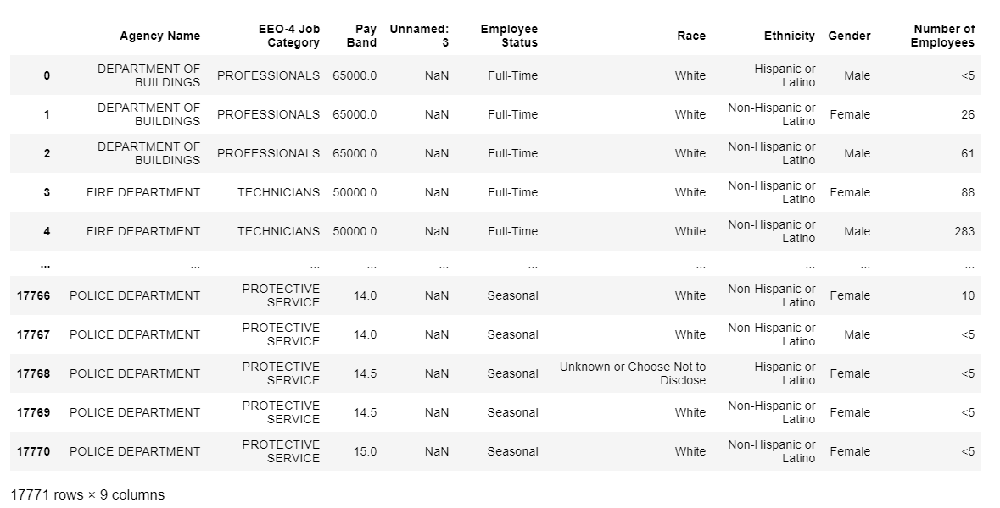 Agency Name EEO-4 Job Category Pay Band Unnamed: 3 Employee Status Race Ethnicity Gender Number of Employees
0 DEPARTMENT OF BUILDINGS PROFESSIONALS 65000.0 NaN Full-Time White Hispanic or Latino Male <5
1 DEPARTMENT OF BUILDINGS PROFESSIONALS 65000.0 NaN Full-Time White Non-Hispanic or Latino Female 26
2 DEPARTMENT OF BUILDINGS PROFESSIONALS 65000.0 NaN Full-Time White Non-Hispanic or Latino Male 61
3 FIRE DEPARTMENT TECHNICIANS 50000.0 NaN Full-Time White Non-Hispanic or Latino Female 88
4 FIRE DEPARTMENT TECHNICIANS 50000.0 NaN Full-Time White Non-Hispanic or Latino Male 283
... ... ... ... ... ... ... ... ... ...
17766 POLICE DEPARTMENT PROTECTIVE SERVICE 14.0 NaN Seasonal White Non-Hispanic or Latino Female 10
17767 POLICE DEPARTMENT PROTECTIVE SERVICE 14.0 NaN Seasonal White Non-Hispanic or Latino Male <5
17768 POLICE DEPARTMENT PROTECTIVE SERVICE 14.5 NaN Seasonal Unknown or Choose Not to Disclose Hispanic or Latino Female <5
17769 POLICE DEPARTMENT PROTECTIVE SERVICE 14.5 NaN Seasonal White Non-Hispanic or Latino Female <5
17770 POLICE DEPARTMENT PROTECTIVE SERVICE 15.0 NaN Seasonal White Non-Hispanic or Latino Female <5
17771 rows × 9 columns